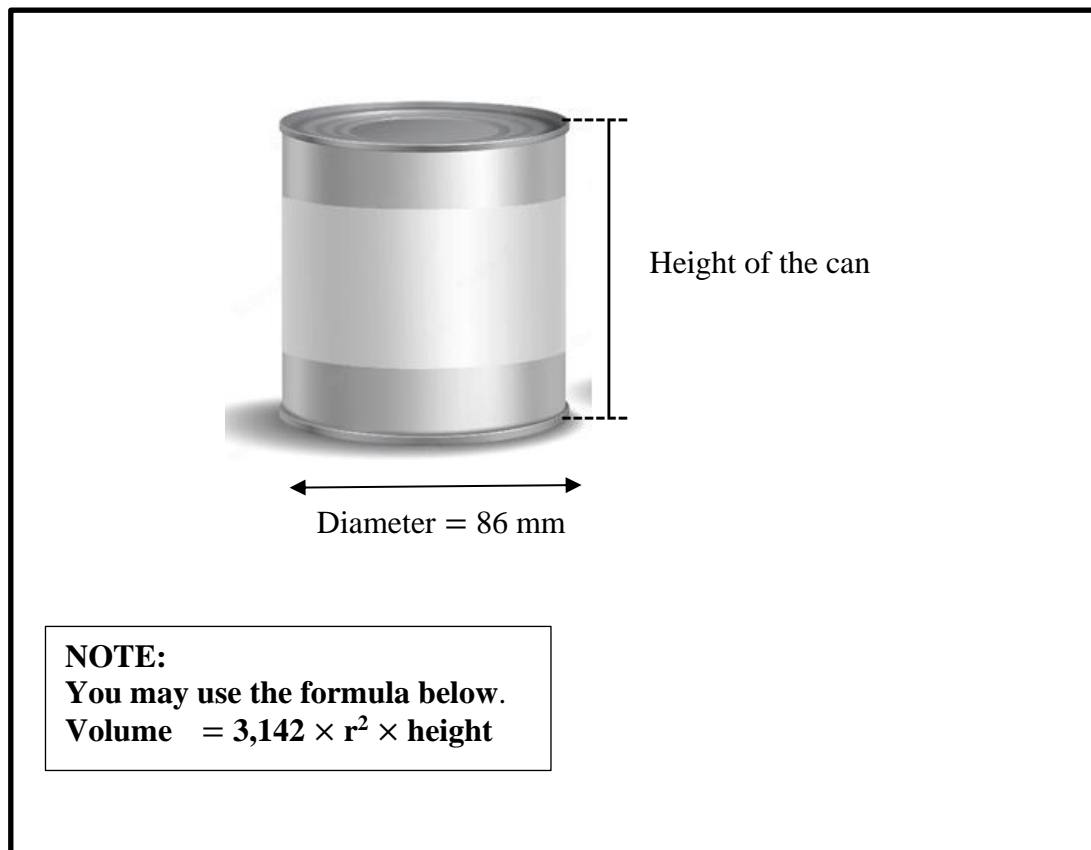 Height of the can
Diameter = 86 mm
NOTE:
You may use the formula below.
Volume = 3,142 × r² × height